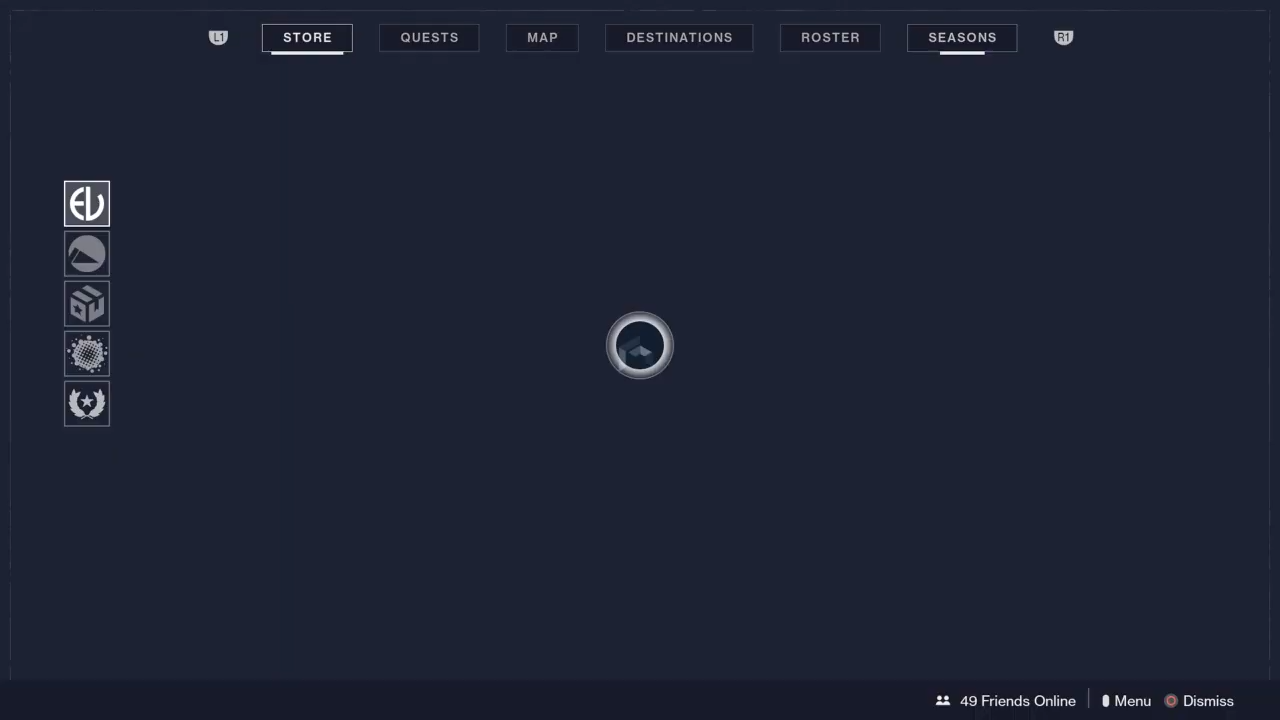 L1 STORE QUESTS MAP DESTINATIONS ROSTER SEASONS R1
49 Friends Online Menu Dismiss